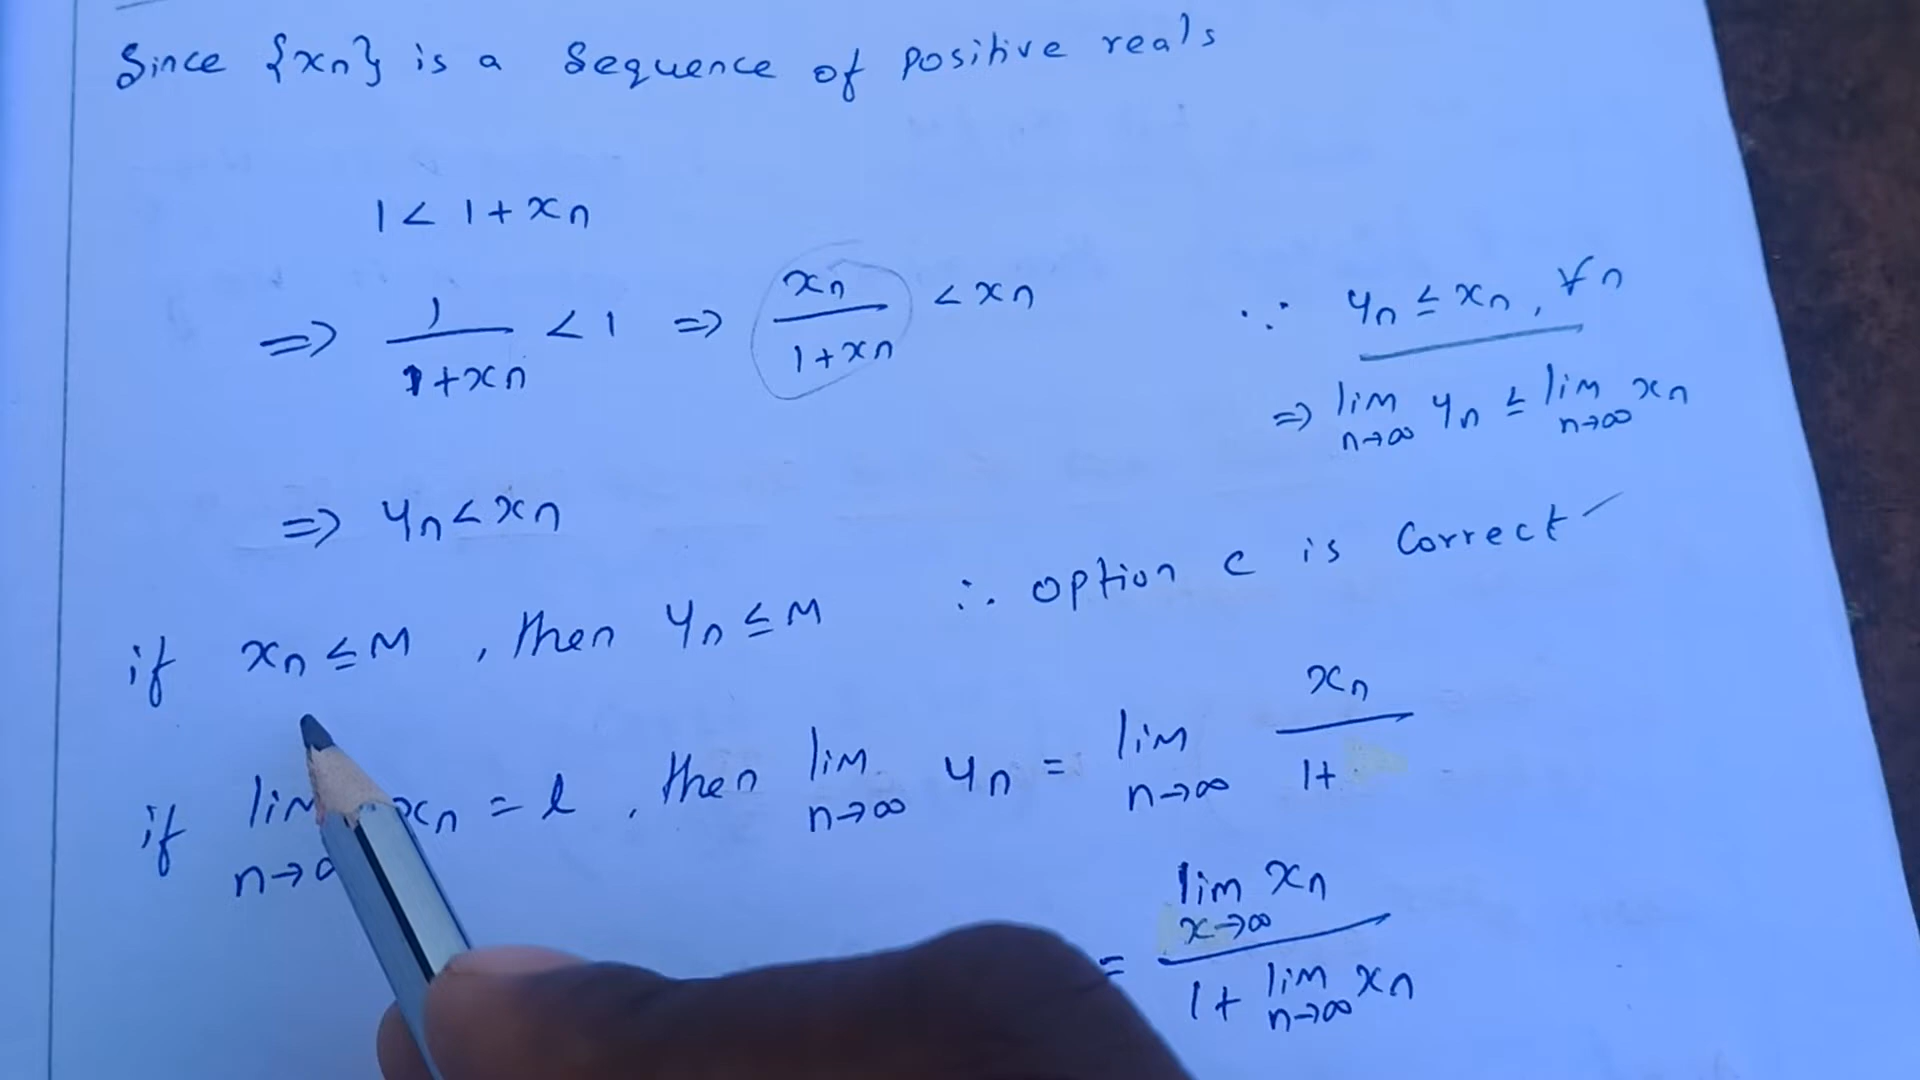 Since {xn} is a Sequence of positive reals
1 < 1 + xn
=> 1/(1+xn) < 1 => xn/(1+xn) < xn
∵ yn ≤ xn, ∀n
=> lim n→∞ yn ≤ lim n→∞ xn
=> yn < xn
if xn ≤ M, then yn ≤ M
∴ option c is Correct
if lim n→ xn = l, then lim n→∞ yn = lim n→∞ xn/(1+
= lim x→∞ xn/(1+ lim n→∞ xn)